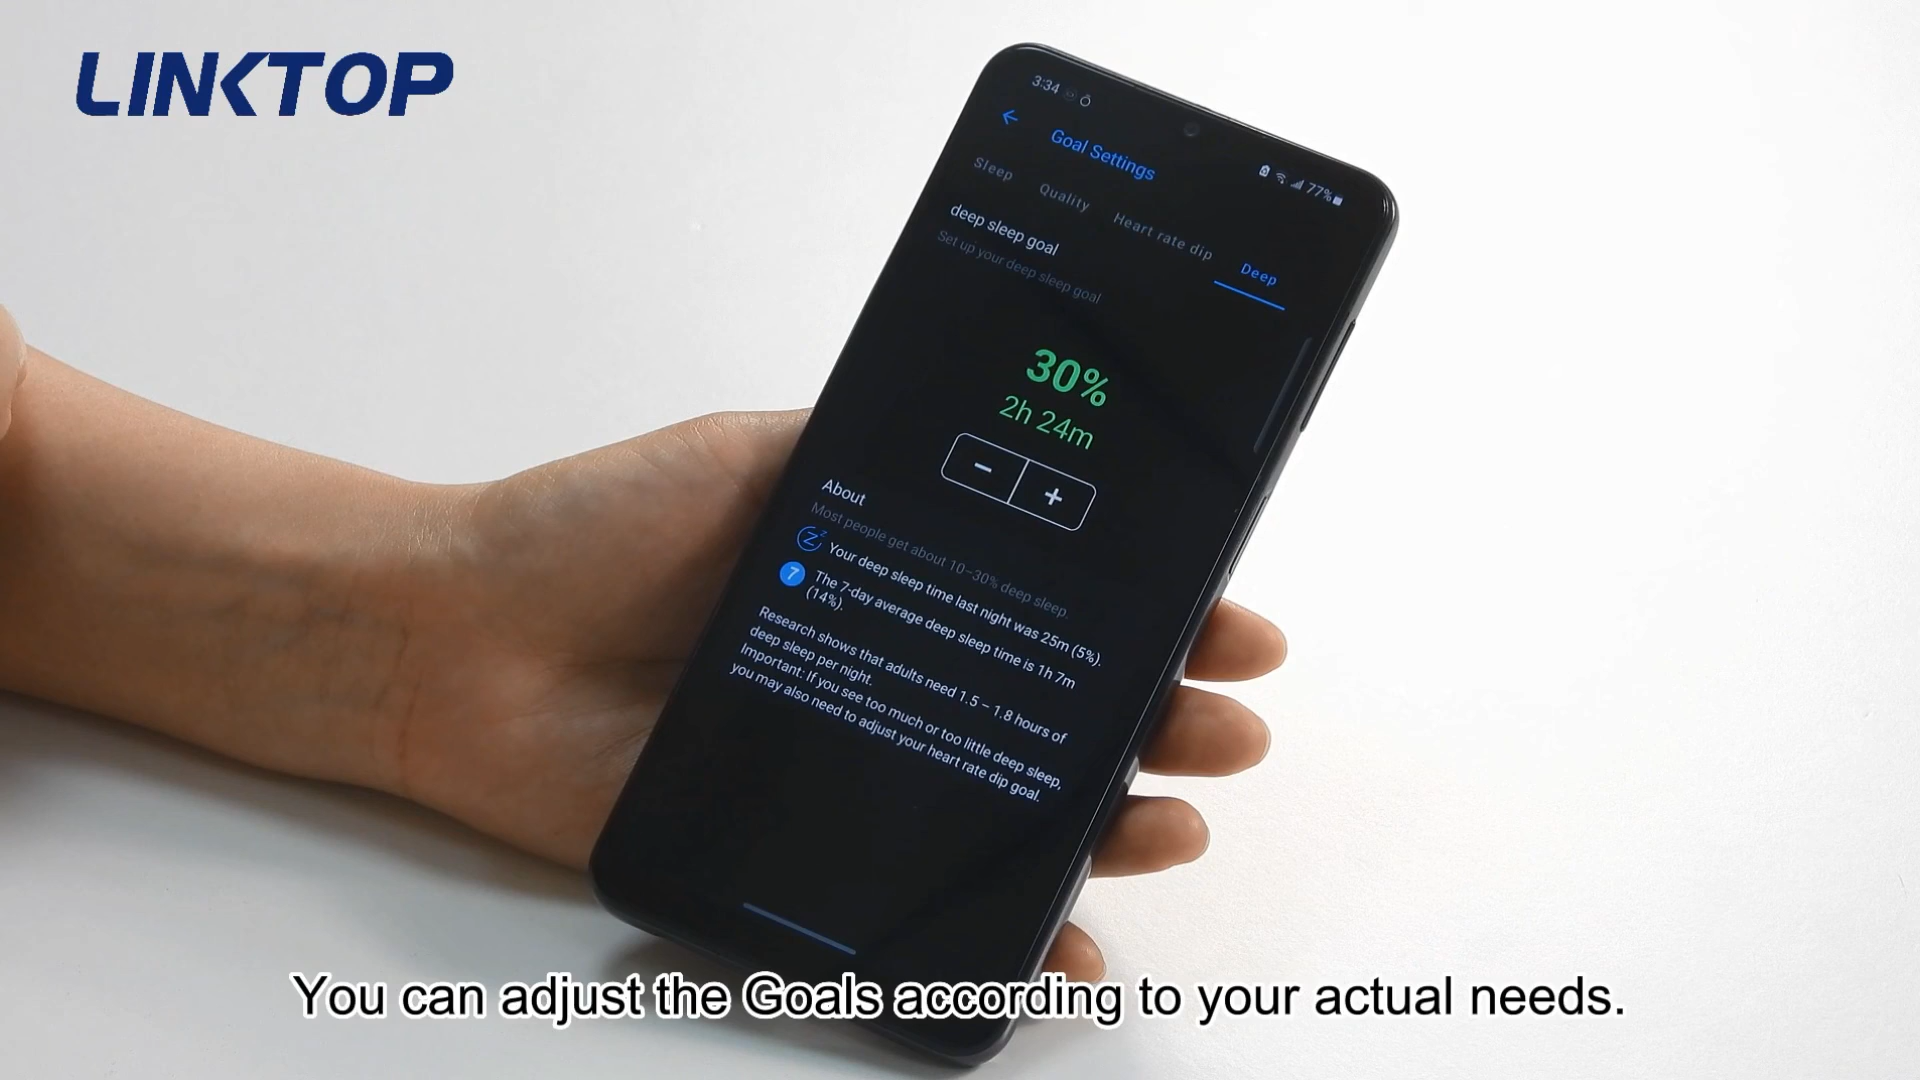 LINKTOP
3:34
77%
Goal Settings
Sleep Quality Heart rate dip Deep
deep sleep goal
Set up your deep sleep goal
30%
2h 24m
− +
About
Most people get about 10–30% deep sleep.
Your deep sleep time last night was 25m (5%).
7 The 7-day average deep sleep time is 1h 7m
(14%).
Research shows that adults need 1.5 – 1.8 hours of
deep sleep per night.
Important: If you see too much or too little deep sleep,
you may also need to adjust your heart rate dip goal.
You can adjust the Goals according to your actual needs.